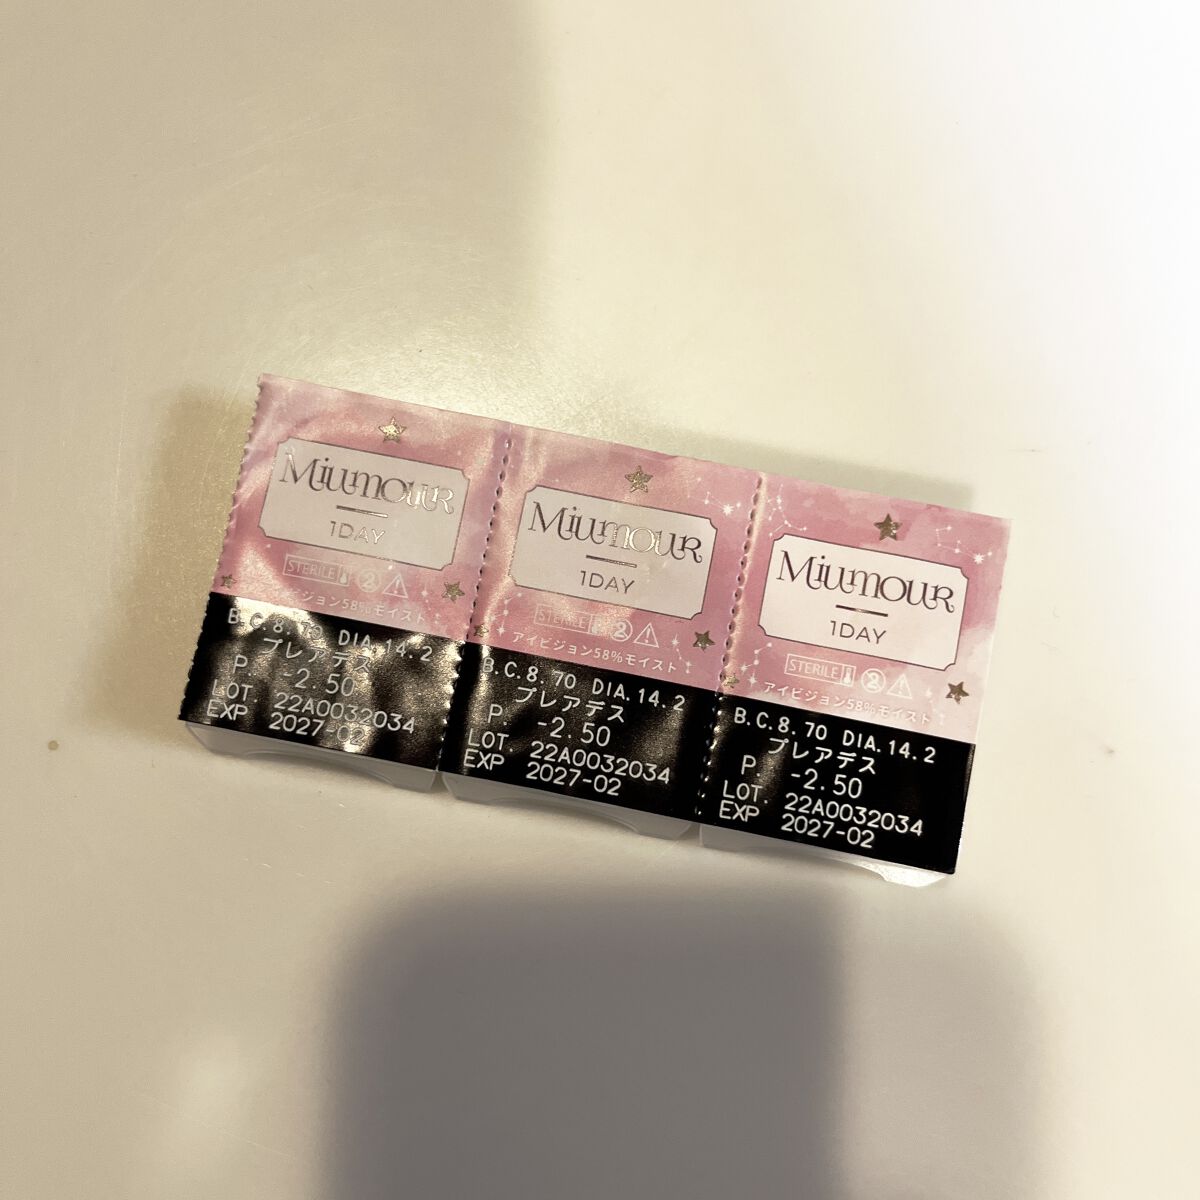 Miumour
1DAY
STERILE
アイビジョン58%モイスト
B.C.8.70 DIA.14.2
プレアデス
P. -2.50
LOT. 22A0032034
EXP 2027-02
Miumour
1DAY
STERILE
アイビジョン58%モイスト
B.C.8.70 DIA.14.2
プレアデス
P. -2.50
LOT. 22A0032034
EXP 2027-02
Miumour
1DAY
STERILE
アイビジョン58%モイスト
B.C.8.70 DIA.14.2
プレアデス
P. -2.50
LOT. 22A0032034
EXP 2027-02